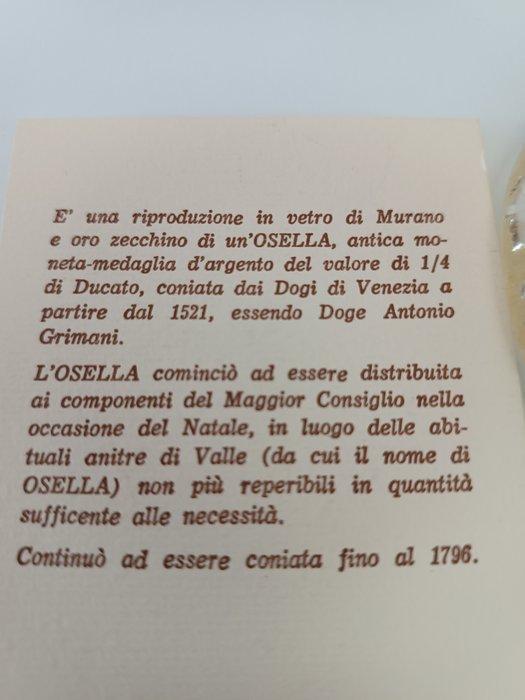 E' una riproduzione in vetro di Murano
e oro zecchino di un'OSELLA, antica mo-
neta-medaglia d'argento del valore di 1/4
di Ducato, coniata dai Dogi di Venezia a
partire dal 1521, essendo Doge Antonio
Grimani.
L'OSELLA cominciò ad essere distribuita
ai componenti del Maggior Consiglio nella
occasione del Natale, in luogo delle abi-
tuali anitre di Valle (da cui il nome di
OSELLA) non più reperibili in quantità
sufficente alle necessità.
Continuò ad essere coniata fino al 1796.